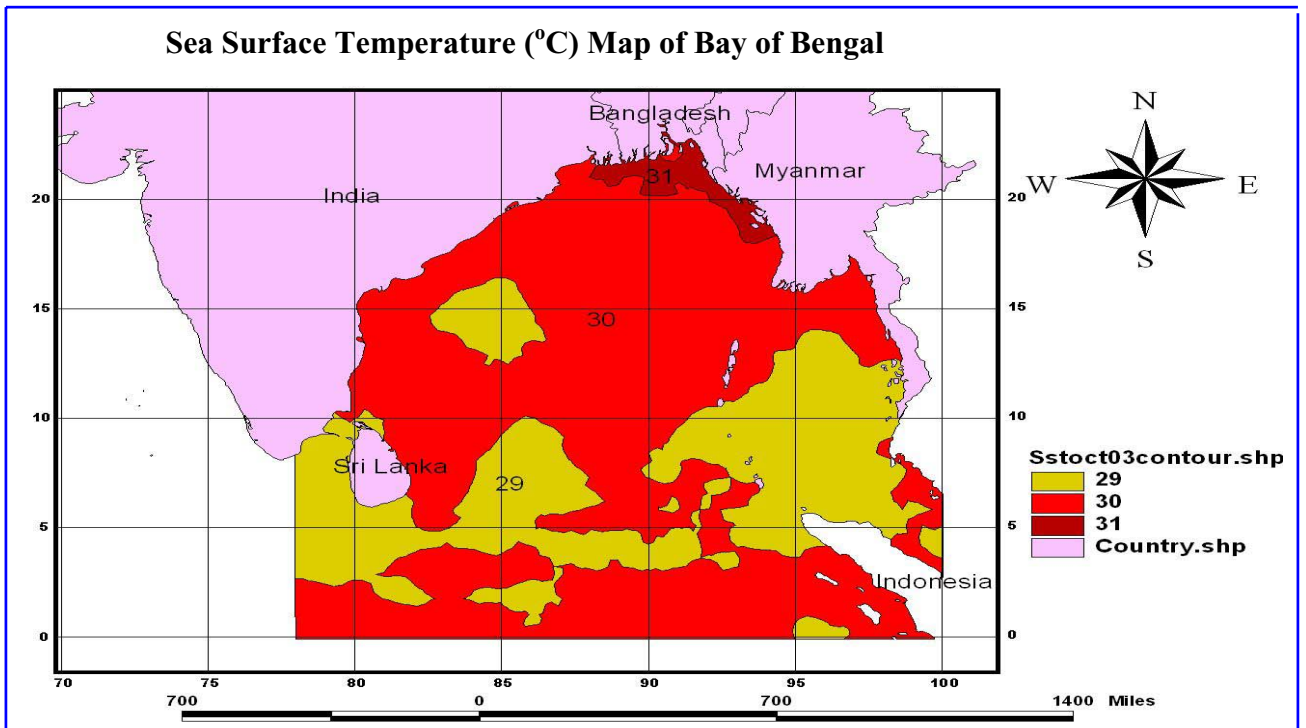 Sea Surface Temperature (°C) Map of Bay of Bengal
N
W E
S
Bangladesh
Myanmar
India
31
30
Sri Lanka
29
Indonesia
20 20
15 15
10 10
5 5
0 0
70 75 80 85 90 95 100
Sstoct03contour.shp
29
30
31
Country.shp
700 0 700 1400 Miles